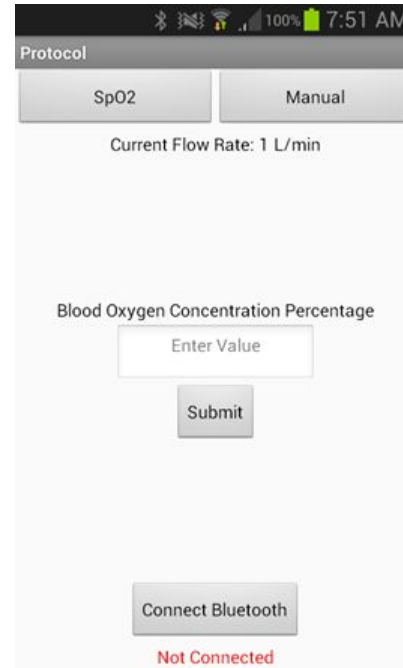 100% 7:51 AM
Protocol
SpO2 Manual
Current Flow Rate: 1 L/min
Blood Oxygen Concentration Percentage
Enter Value
Submit
Connect Bluetooth
Not Connected